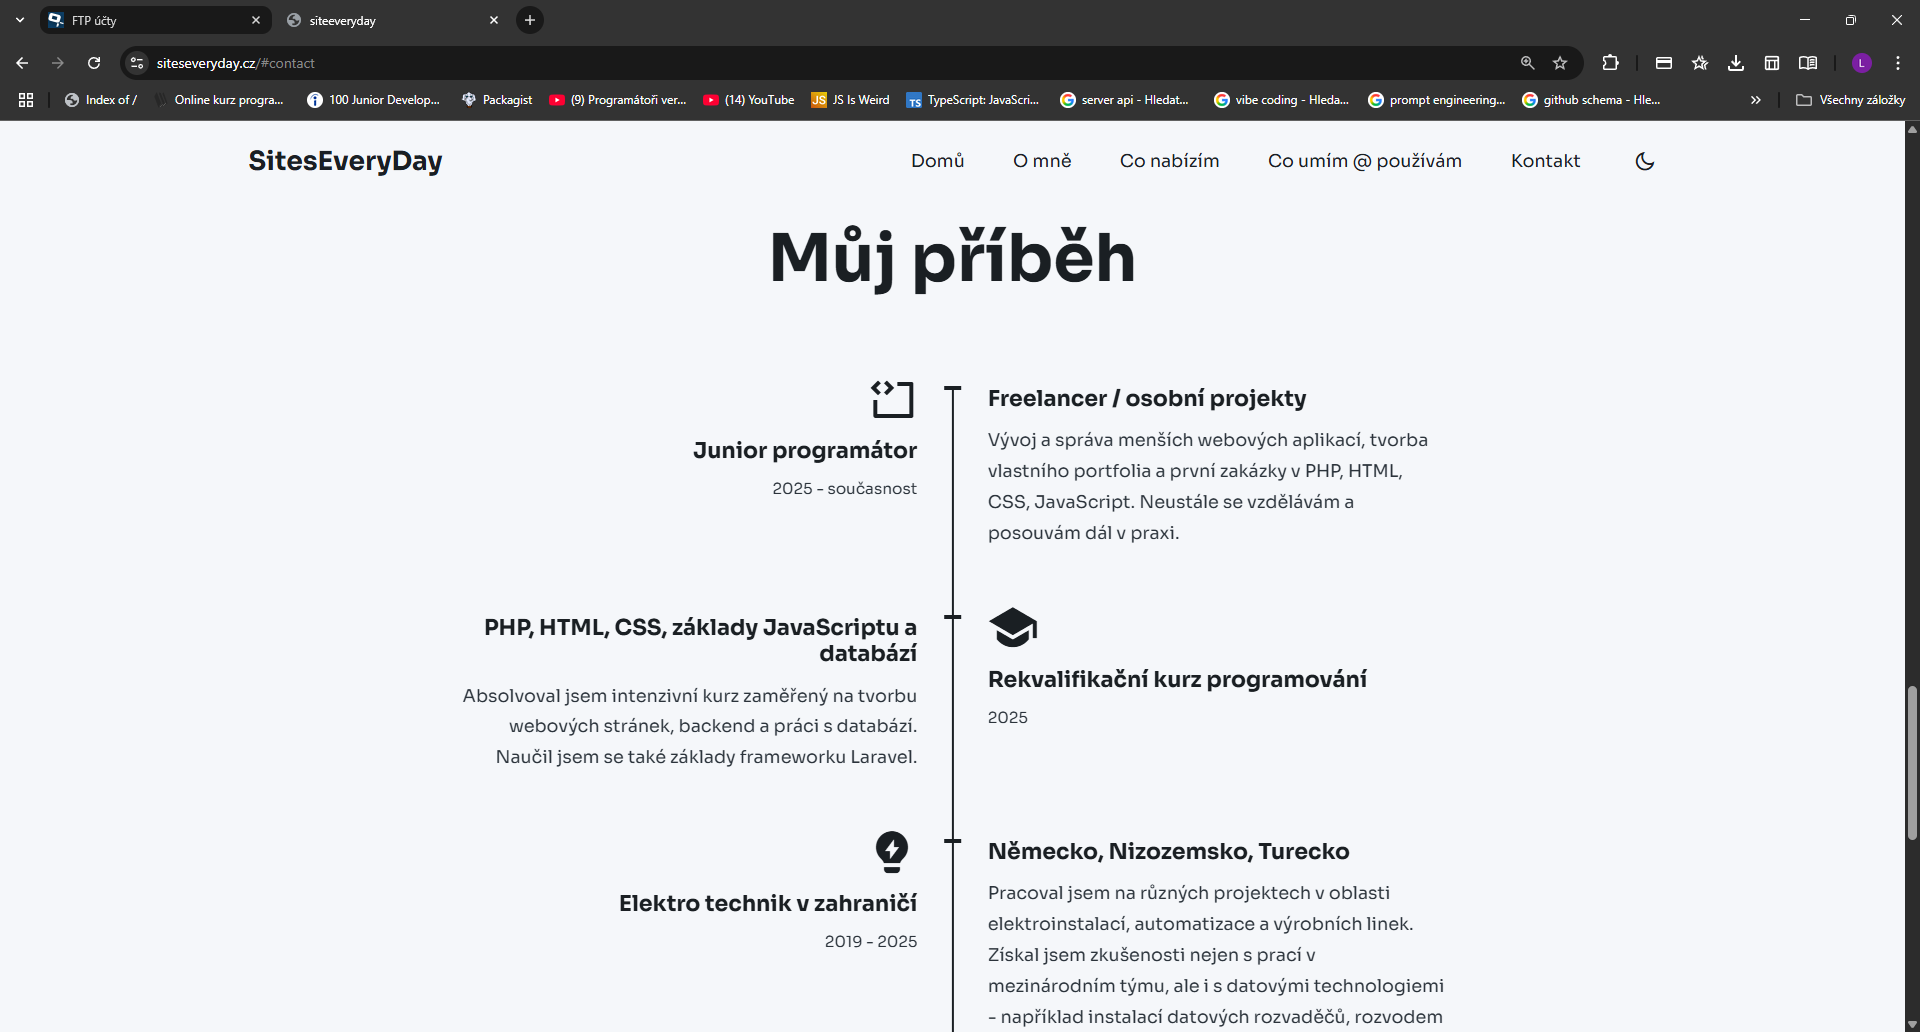 FTP účty
siteeveryday
siteseveryday.cz/#contact
L
Index of /
Online kurz progra...
100 Junior Develop...
Packagist
(9) Programátoři ver...
(14) YouTube
JS
JS Is Weird
TS
TypeScript: JavaScri...
server api - Hledat...
vibe coding - Hleda...
prompt engineering...
github schema - Hle...
Všechny záložky
SitesEveryDay
Domů
O mně
Co nabízím
Co umím @ používám
Kontakt
Můj příběh
Junior programátor
2025 - současnost
Freelancer / osobní projekty
Vývoj a správa menších webových aplikací, tvorba
vlastního portfolia a první zakázky v PHP, HTML,
CSS, JavaScript. Neustále se vzdělávám a
posouvám dál v praxi.
PHP, HTML, CSS, základy JavaScriptu a
databází
Absolvoval jsem intenzivní kurz zaměřený na tvorbu
webových stránek, backend a práci s databází.
Naučil jsem se také základy frameworku Laravel.
Rekvalifikační kurz programování
2025
Elektro technik v zahraničí
2019 - 2025
Německo, Nizozemsko, Turecko
Pracoval jsem na různých projektech v oblasti
elektroinstalací, automatizace a výrobních linek.
Získal jsem zkušenosti nejen s prací v
mezinárodním týmu, ale i s datovými technologiemi
- například instalací datových rozvaděčů, rozvodem